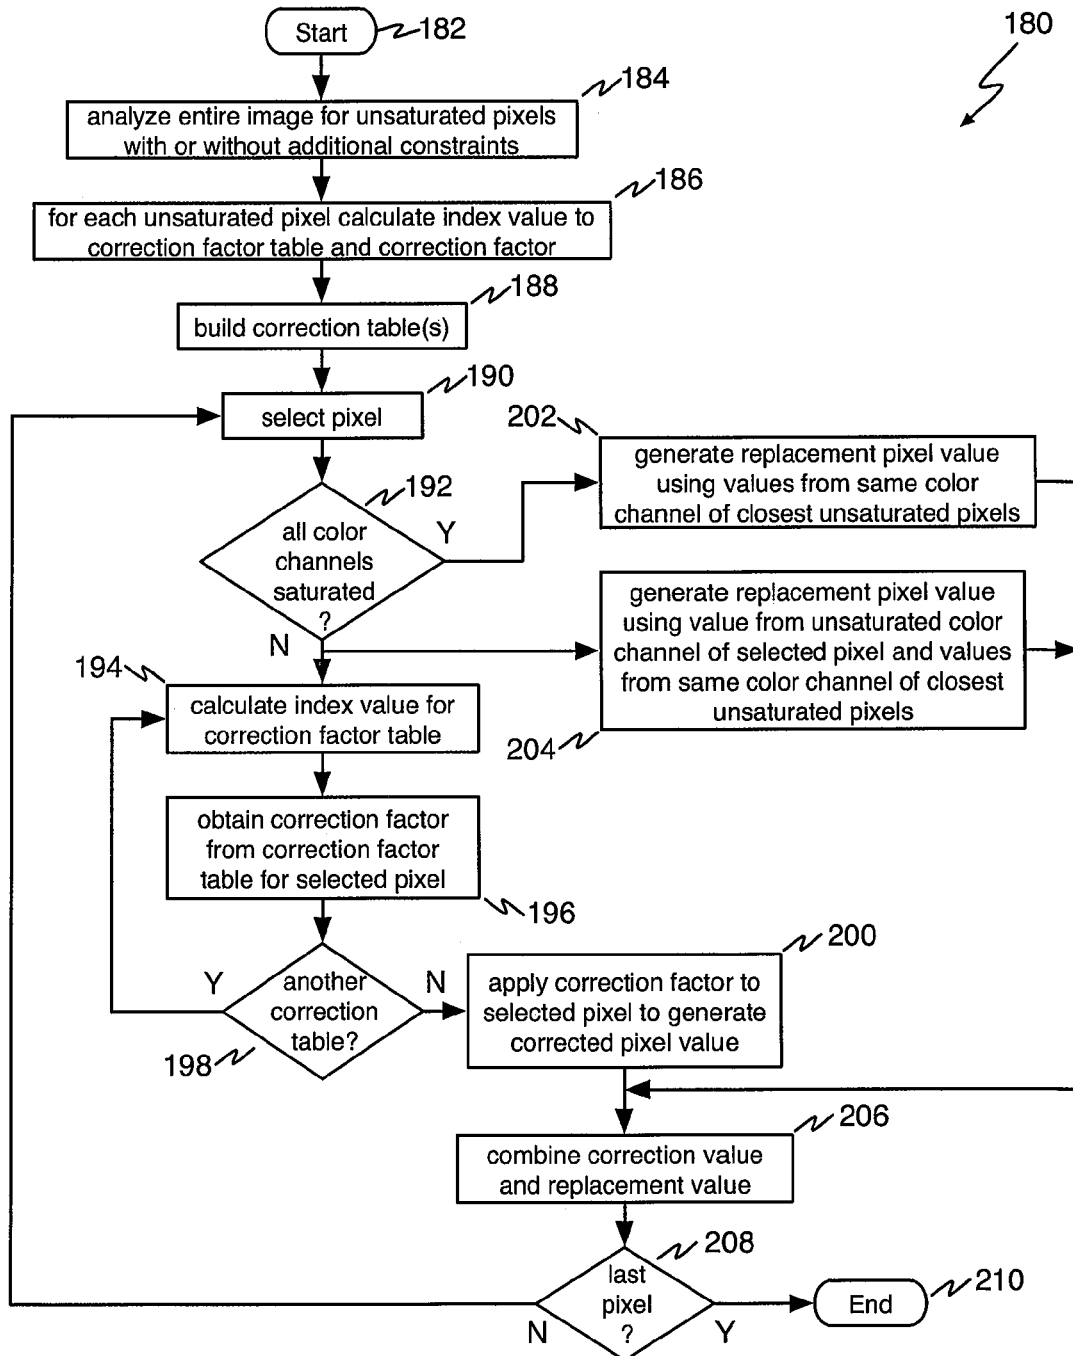 Start
182
180
184
analyze entire image for unsaturated pixels
with or without additional constraints
186
for each unsaturated pixel calculate index value to
correction factor table and correction factor
188
build correction table(s)
190
select pixel
202
generate replacement pixel value
using values from same color
channel of closest unsaturated pixels
192
all color
channels
saturated
?
Y
N
generate replacement pixel value
using value from unsaturated color
channel of selected pixel and values
from same color channel of closest
unsaturated pixels
204
194
calculate index value for
correction factor table
obtain correction factor
from correction factor
table for selected pixel
196
Y
another
correction
table?
N
198
200
apply correction factor to
selected pixel to generate
corrected pixel value
206
combine correction value
and replacement value
208
last
pixel
?
N
Y
End
210